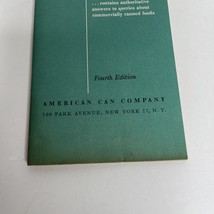 ...contains authoritative
answers to queries about
commercially canned foods
Fourth Edition
AMERICAN CAN COMPANY
100 PARK AVENUE, NEW YORK 17, N. Y.